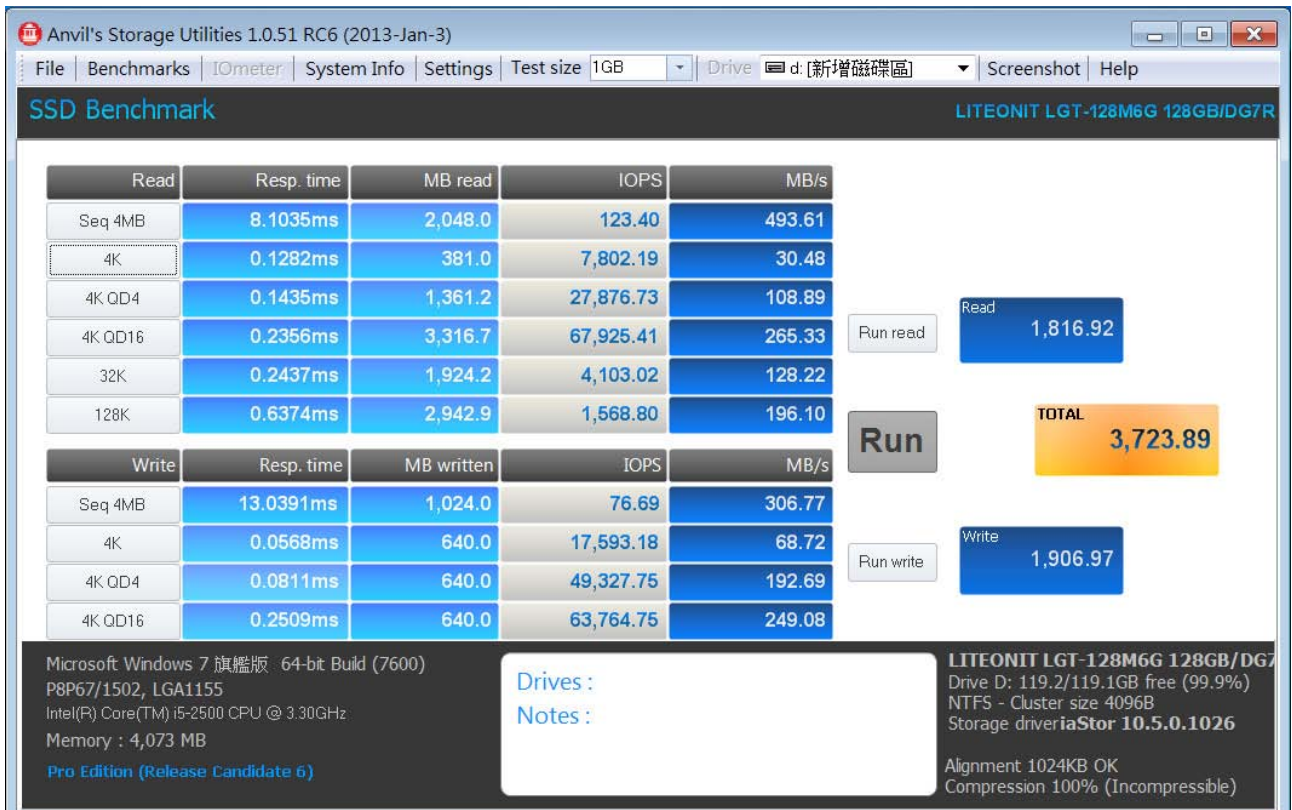 Anvil's Storage Utilities 1.0.51 RC6 (2013-Jan-3)
File Benchmarks IOmeter System Info Settings Test size 1GB Drive d: [新增磁碟區] Screenshot Help
SSD Benchmark LITEONIT LGT-128M6G 128GB/DG7R
Read Resp. time MB read IOPS MB/s
Seq 4MB 8.1035ms 2,048.0 123.40 493.61
4K 0.1282ms 381.0 7,802.19 30.48
4K QD4 0.1435ms 1,361.2 27,876.73 108.89
4K QD16 0.2356ms 3,316.7 67,925.41 265.33
32K 0.2437ms 1,924.2 4,103.02 128.22
128K 0.6374ms 2,942.9 1,568.80 196.10
Run read
Read
1,816.92
Run
TOTAL
3,723.89
Write Resp. time MB written IOPS MB/s
Seq 4MB 13.0391ms 1,024.0 76.69 306.77
4K 0.0568ms 640.0 17,593.18 68.72
4K QD4 0.0811ms 640.0 49,327.75 192.69
4K QD16 0.2509ms 640.0 63,764.75 249.08
Run write
Write
1,906.97
Microsoft Windows 7 旗艦版 64-bit Build (7600)
P8P67/1502, LGA1155
Intel(R) Core(TM) i5-2500 CPU @ 3.30GHz
Memory : 4,073 MB
Pro Edition (Release Candidate 6)
Drives :
Notes :
LITEONIT LGT-128M6G 128GB/DG7
Drive D: 119.2/119.1GB free (99.9%)
NTFS - Cluster size 4096B
Storage driveriaStor 10.5.0.1026
Alignment 1024KB OK
Compression 100% (Incompressible)